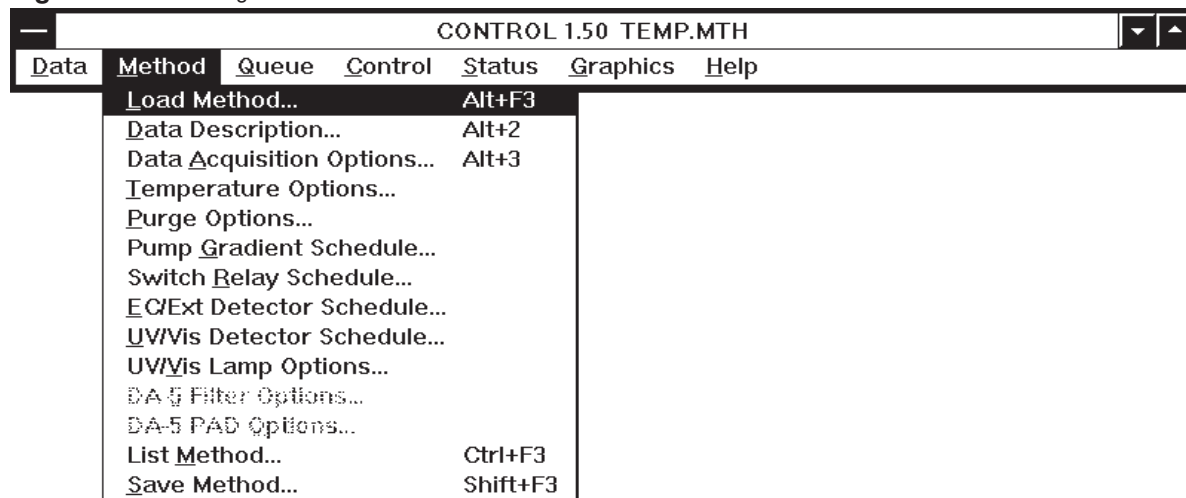 CONTROL 1.50 TEMP.MTH
Data Method Queue Control Status Graphics Help
Load Method... Alt+F3
Data Description... Alt+2
Data Acquisition Options... Alt+3
Temperature Options...
Purge Options...
Pump Gradient Schedule...
Switch Relay Schedule...
EC/Ext Detector Schedule...
UV/Vis Detector Schedule...
UV/Vis Lamp Options...
DA-5 Filter Options...
DA-5 PAD Options...
List Method... Ctrl+F3
Save Method... Shift+F3